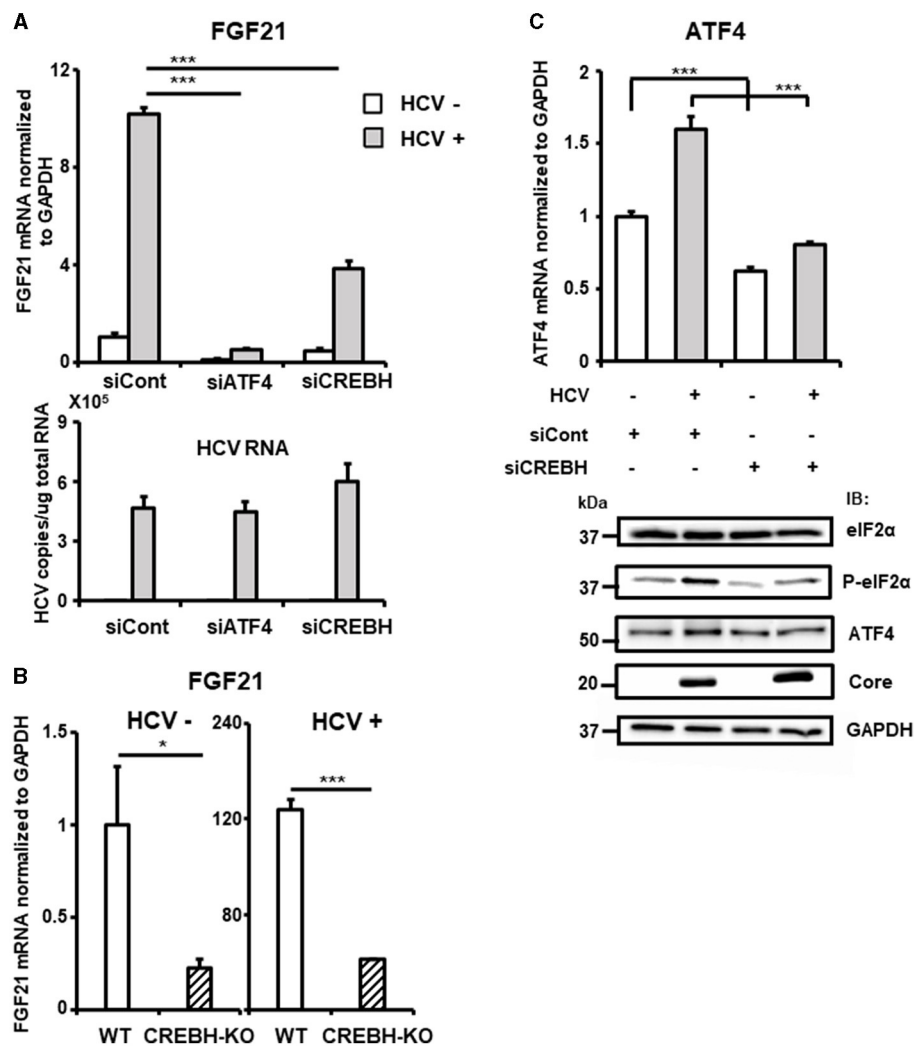 A
FGF21
FGF21 mRNA normalized
to GAPDH
12
8
4
0
***
***
HCV -
HCV +
siCont
siATF4
siCREBH
X10⁵
HCV copies/ug total RNA
HCV RNA
9
6
3
0
siCont
siATF4
siCREBH
B
FGF21
FGF21 mRNA normalized to GAPDH
HCV -
1.5
1
0.5
0
*
WT
CREBH-KO
HCV +
240
120
80
***
WT
CREBH-KO
C
ATF4
ATF4 mRNA normalized to GAPDH
2
1.5
1
0.5
0
***
***
HCV - + - +
siCont + + - -
siCREBH - - + +
kDa
IB:
37 eIF2α
37 P-eIF2α
50 ATF4
20 Core
37 GAPDH